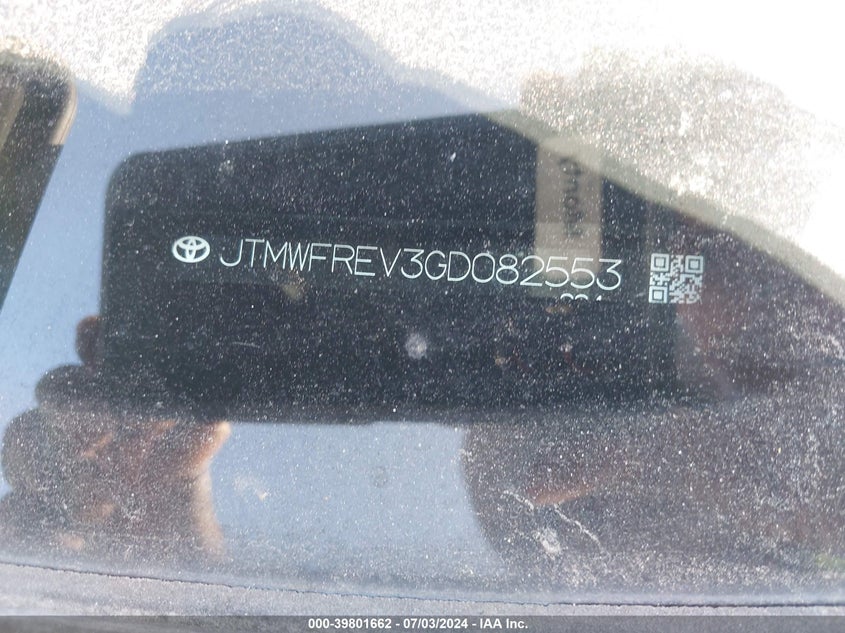 JTMWFREV3GD082553
000-39801662 - 07/03/2024 - IAA Inc.